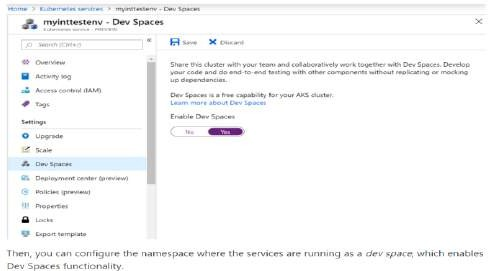 Home > Kubernetes services > myinttestenv - Dev Spaces
myinttestenv - Dev Spaces
Kubernetes service - PREVIEW
Search (Ctrl+/)
«
Save
Discard
Overview
Activity log
Access control (IAM)
Tags
Settings
Upgrade
Scale
Dev Spaces
Deployment center (preview)
Policies (preview)
Properties
Locks
Export template
Share this cluster with your team and collaboratively work together with Dev Spaces. Develop
your code and do end-to-end testing with other components without replicating or mocking
up dependencies.
Dev Spaces is a free capability for your AKS cluster.
Learn more about Dev Spaces
Enable Dev Spaces
No Yes
Then, you can configure the namespace where the services are running as a dev space, which enables
Dev Spaces functionality.